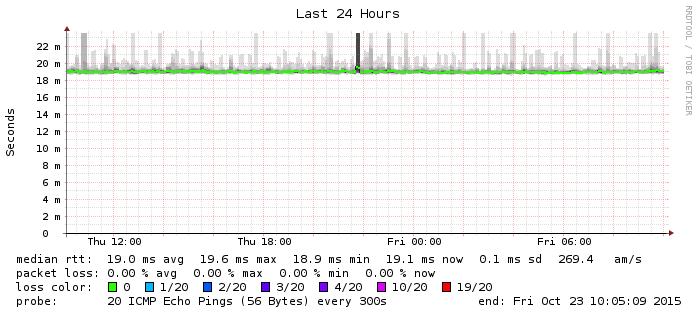 Last 24 Hours
RRDTOOL / TOBI OETIKER
Seconds
22 m
20 m
18 m
16 m
14 m
12 m
10 m
8 m
6 m
4 m
2 m
0
Thu 12:00 Thu 18:00 Fri 00:00 Fri 06:00
median rtt: 19.0 ms avg 19.6 ms max 18.9 ms min 19.1 ms now 0.1 ms sd 269.4 am/s
packet loss: 0.00 % avg 0.00 % max 0.00 % min 0.00 % now
loss color: 0 1/20 2/20 3/20 4/20 10/20 19/20
probe: 20 ICMP Echo Pings (56 Bytes) every 300s end: Fri Oct 23 10:05:09 2015